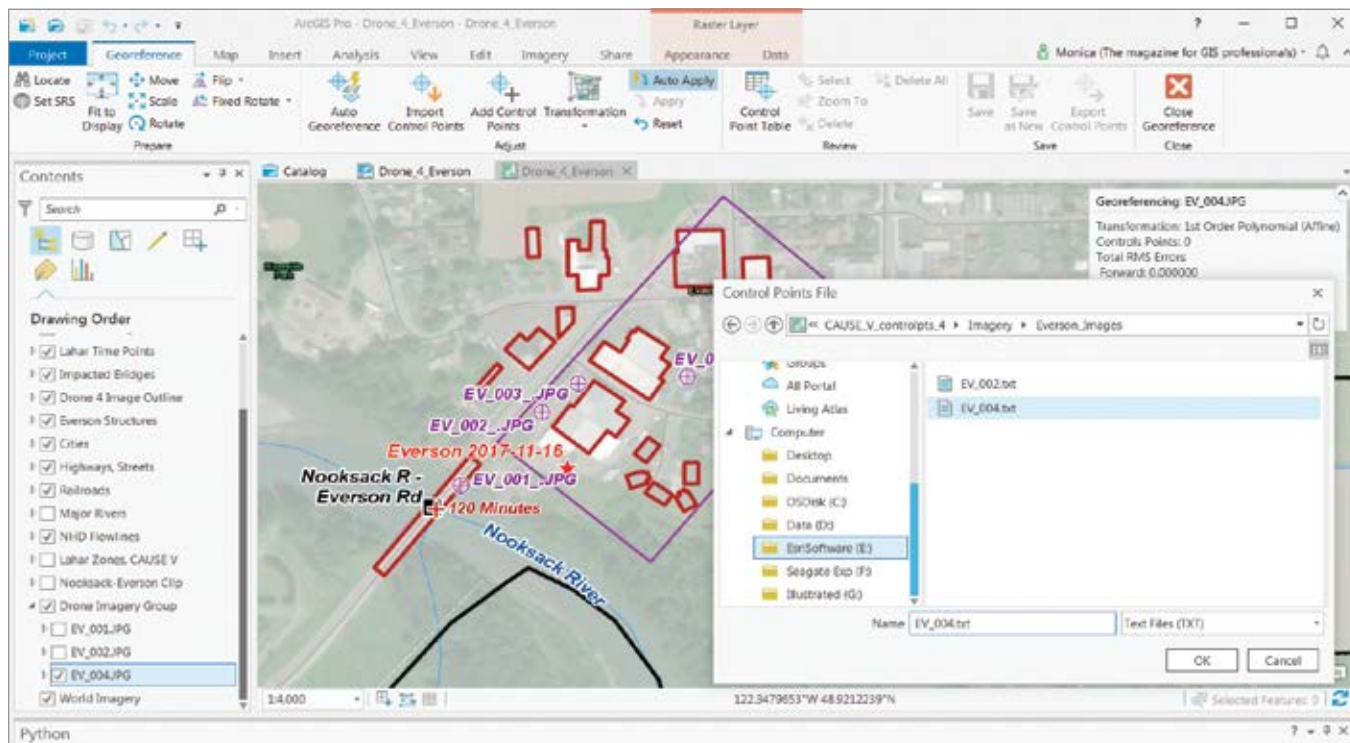 ArcGIS Pro - Drone_4_Everson - Drone_4_Everson
Raster Layer
?
Project Georeference Map Insert Analysis View Edit Imagery Share Appearance Data
Monica (The magazine for GIS professionals)
Locate
Set SRS
Fit to Display
Move
Scale
Rotate
Flip
Fixed Rotate
Prepare
Auto Georeference
Import Control Points
Add Control Points
Transformation
Auto Apply
Apply
Reset
Adjust
Control Point Table
Select
Zoom To
Delete
Delete All
Review
Save
Save as New
Export Control Points
Save
Close Georeference
Close
Contents
Search
Drawing Order
Lahar Time Points
Impacted Bridges
Drone 4 Image Outline
Everson Structures
Cities
Highways, Streets
Railroads
Major Rivers
NHD Flowlines
Lahar Zones, CAUSE V
Nooksack-Everson Clip
Drone Imagery Group
EV_001.JPG
EV_002.JPG
EV_004.JPG
World Imagery
Catalog
Drone_4_Everson
Drone_4_Everson
EV_0
EV_003_.JPG
EV_002_.JPG
Everson 2017-11-16
EV_001_.JPG
Nooksack R -
Everson Rd
120 Minutes
Nooksack River
Georeferencing: EV_004.JPG
Transformation: 1st Order Polynomial (Affine)
Controls Points: 0
Total RMS Errors
Forward: 0.000000
Control Points File
CAUSE_V_controlpts_4 Imagery Everson_Images
Groups
All Portal
Living Atlas
Computer
Desktop
Documents
OSDisk (C:)
Data (D:)
EsriSoftware (E:)
Seagate Exp (F:)
Illustrated (G:)
EV_002.txt
EV_004.txt
Name EV_004.txt
Text Files (TXT)
OK
Cancel
1:4,000
122.3479653°W 48.9212239°N
Selected Features: 0
Python
?